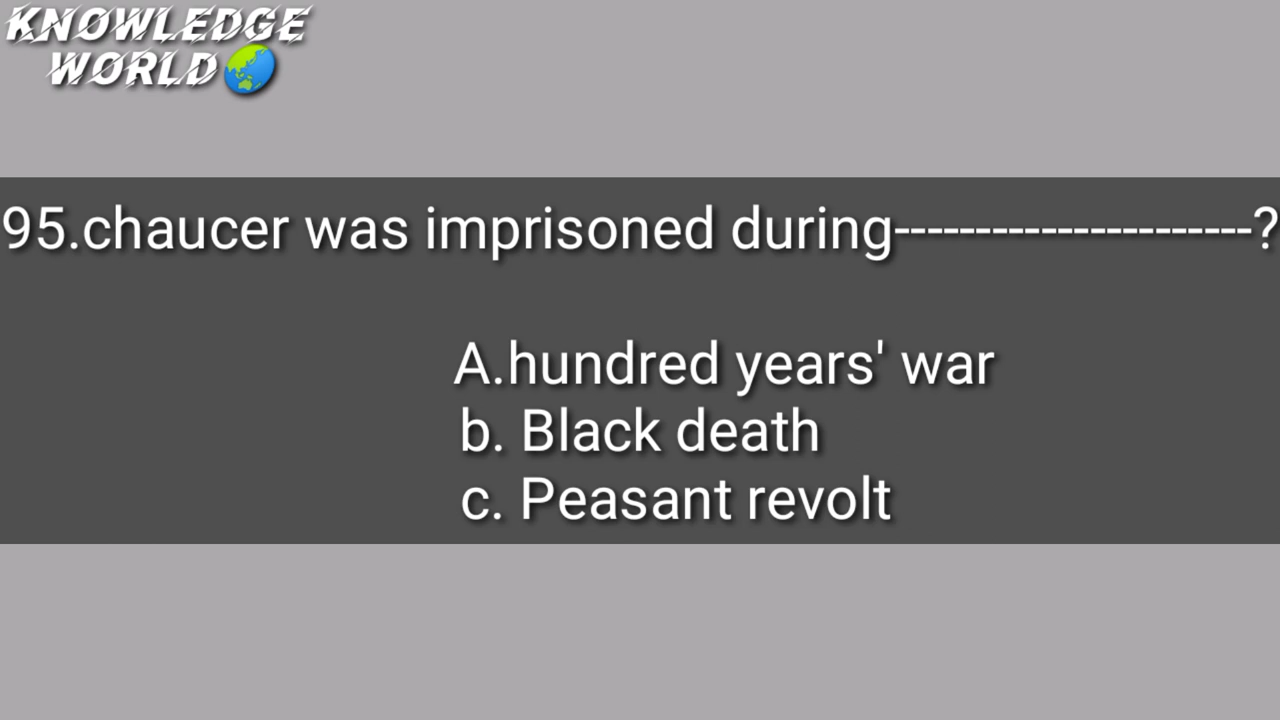 KNOWLEDGE
WORLD
95.chaucer was imprisoned during----------------------?
A.hundred years' war
b. Black death
c. Peasant revolt